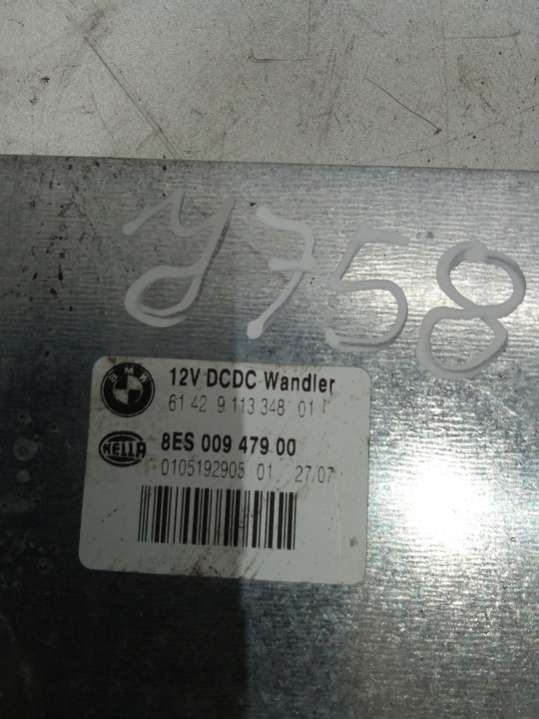 y758
BMW
12V DCDC-Wandler
61 42 9 113 348 01
HELLA
8ES 009 479 00
0105192905 01 27.07